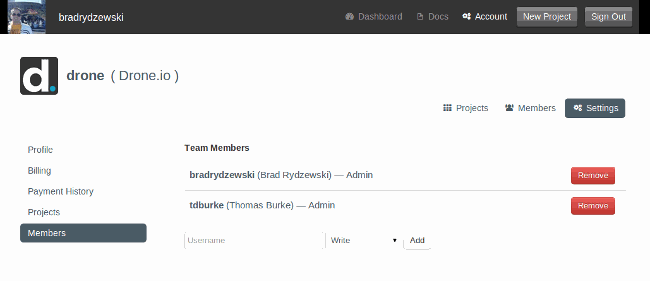 bradrydzewski Dashboard Docs Account New Project Sign Out
d.
drone ( Drone.io )
Projects Members Settings
Profile
Billing
Payment History
Projects
Members
Team Members
bradrydzewski (Brad Rydzewski) — Admin Remove
tdburke (Thomas Burke) — Admin Remove
Username Write Add